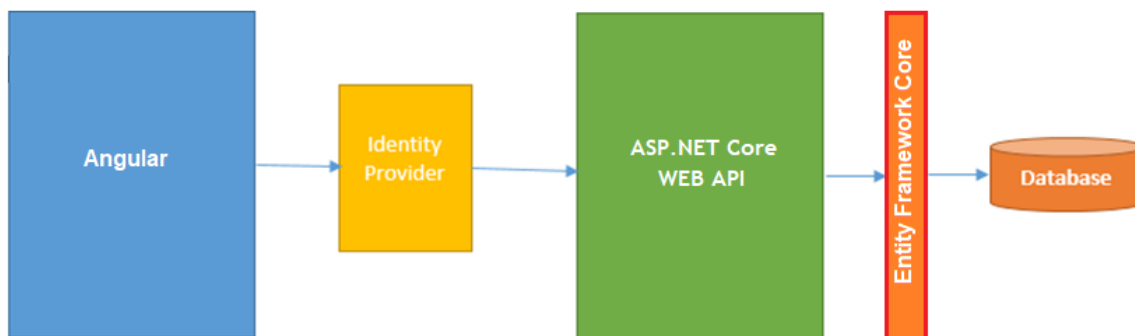 Angular
Identity
Provider
ASP.NET Core
WEB API
Entity Framework Core
Database